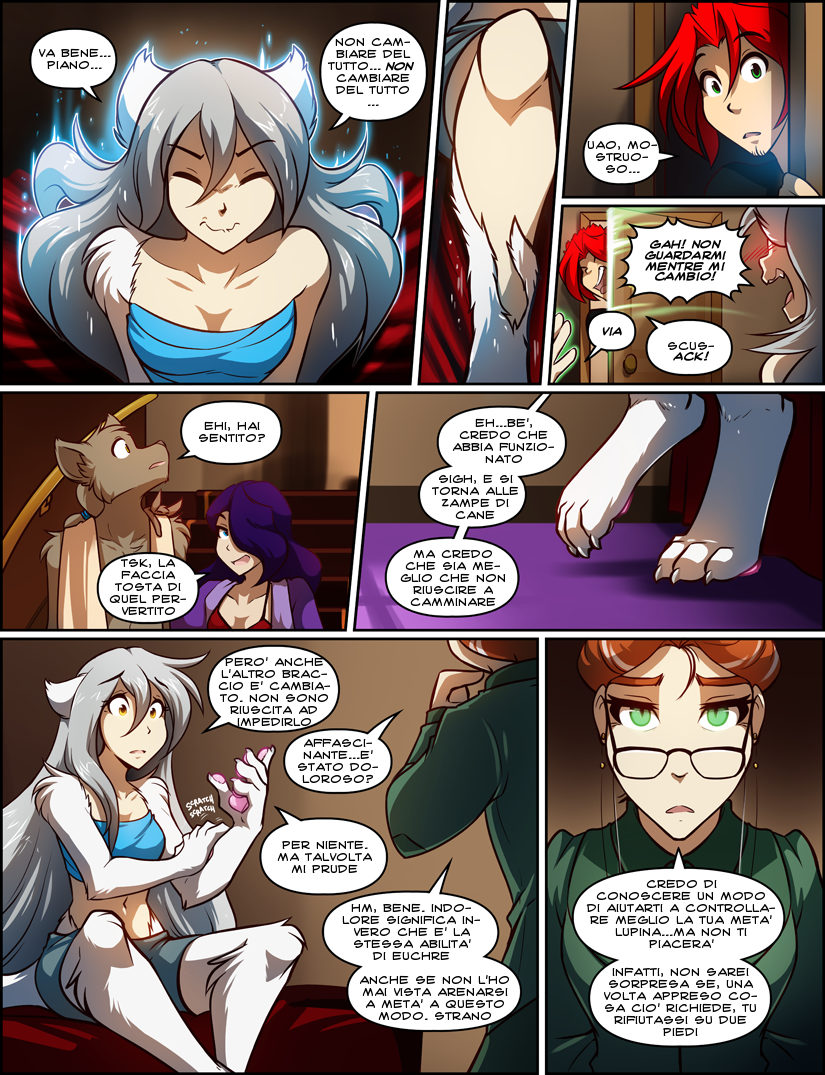 VA BENE...
PIANO...
NON CAM-
BIARE DEL
TUTTO... NON
CAMBIARE
DEL TUTTO
...
UAO, MO-
STRUO-
SO...
GAH! NON
GUARDARMI
MENTRE MI
CAMBIO!
VIA
SCUS-
ACK!
EHI, HAI
SENTITO?
TSK, LA
FACCIA
TOSTA DI
QUEL PER-
VERTITO
EH...BE',
CREDO CHE
ABBIA FUNZIO-
NATO
SIGH, E SI
TORNA ALLE
ZAMPE DI
CANE
MA CREDO
CHE SIA ME-
GLIO CHE NON
RIUSCIRE A
CAMMINARE
PERO' ANCHE
L'ALTRO BRAC-
CIO E' CAMBIA-
TO. NON SONO
RIUSCITA AD
IMPEDIRLO
AFFASCI-
NANTE...E'
STATO DO-
LOROSO?
SCRATCH
SCRATCH
PER NIENTE.
MA TALVOLTA
MI PRUDE
HM, BENE. INDO-
LORE SIGNIFICA IN-
VERO CHE E' LA
STESSA ABILITA'
DI EUCHRE
ANCHE SE NON L'HO
MAI VISTA ARENARSI
A META' A QUESTO
MODO. STRANO
CREDO DI
CONOSCERE UN MODO
DI AIUTARTI A CONTROLLA-
RE MEGLIO LA TUA META'
LUPINA...MA NON TI
PIACERA'
INFATTI, NON SAREI
SORPRESA SE, UNA
VOLTA APPRESO CO-
SA CIO' RICHIEDE, TU
RIFIUTASSI SU DUE
PIEDI